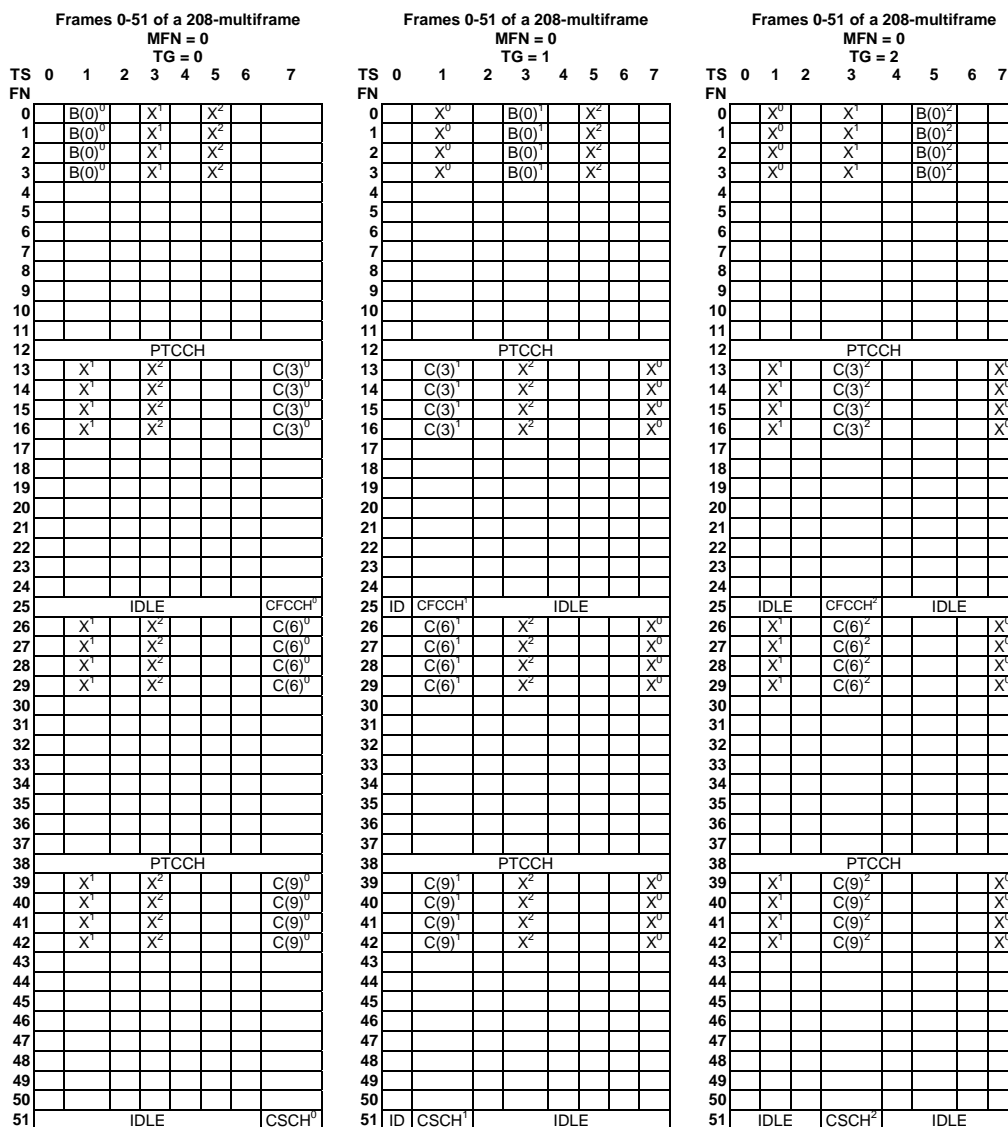 Frames 0-51 of a 208-multiframe
MFN = 0
TG = 0
TS 0 1 2 3 4 5 6 7
FN
0 B(0)⁰ X¹ X²
1 B(0)⁰ X¹ X²
2 B(0)⁰ X¹ X²
3 B(0)⁰ X¹ X²
4
5
6
7
8
9
10
11
12 PTCCH
13 X¹ X² C(3)⁰
14 X¹ X² C(3)⁰
15 X¹ X² C(3)⁰
16 X¹ X² C(3)⁰
17
18
19
20
21
22
23
24
25 IDLE CFCCH⁰
26 X¹ X² C(6)⁰
27 X¹ X² C(6)⁰
28 X¹ X² C(6)⁰
29 X¹ X² C(6)⁰
30
31
32
33
34
35
36
37
38 PTCCH
39 X¹ X² C(9)⁰
40 X¹ X² C(9)⁰
41 X¹ X² C(9)⁰
42 X¹ X² C(9)⁰
43
44
45
46
47
48
49
50
51 IDLE CSCH⁰
Frames 0-51 of a 208-multiframe
MFN = 0
TG = 1
TS 0 1 2 3 4 5 6 7
FN
0 X⁰ B(0)¹ X²
1 X⁰ B(0)¹ X²
2 X⁰ B(0)¹ X²
3 X⁰ B(0)¹ X²
4
5
6
7
8
9
10
11
12 PTCCH
13 C(3)¹ X² X⁰
14 C(3)¹ X² X⁰
15 C(3)¹ X² X⁰
16 C(3)¹ X² X⁰
17
18
19
20
21
22
23
24
25 ID CFCCH¹ IDLE
26 C(6)¹ X² X⁰
27 C(6)¹ X² X⁰
28 C(6)¹ X² X⁰
29 C(6)¹ X² X⁰
30
31
32
33
34
35
36
37
38 PTCCH
39 C(9)¹ X² X⁰
40 C(9)¹ X² X⁰
41 C(9)¹ X² X⁰
42 C(9)¹ X² X⁰
43
44
45
46
47
48
49
50
51 ID CSCH¹ IDLE
Frames 0-51 of a 208-multiframe
MFN = 0
TG = 2
TS 0 1 2 3 4 5 6 7
FN
0 X⁰ X¹ B(0)²
1 X⁰ X¹ B(0)²
2 X⁰ X¹ B(0)²
3 X⁰ X¹ B(0)²
4
5
6
7
8
9
10
11
12 PTCCH
13 X¹ C(3)² X⁰
14 X¹ C(3)² X⁰
15 X¹ C(3)² X⁰
16 X¹ C(3)² X⁰
17
18
19
20
21
22
23
24
25 IDLE CFCCH² IDLE
26 X¹ C(6)² X⁰
27 X¹ C(6)² X⁰
28 X¹ C(6)² X⁰
29 X¹ C(6)² X⁰
30
31
32
33
34
35
36
37
38 PTCCH
39 X¹ C(9)² X⁰
40 X¹ C(9)² X⁰
41 X¹ C(9)² X⁰
42 X¹ C(9)² X⁰
43
44
45
46
47
48
49
50
51 IDLE CSCH² IDLE